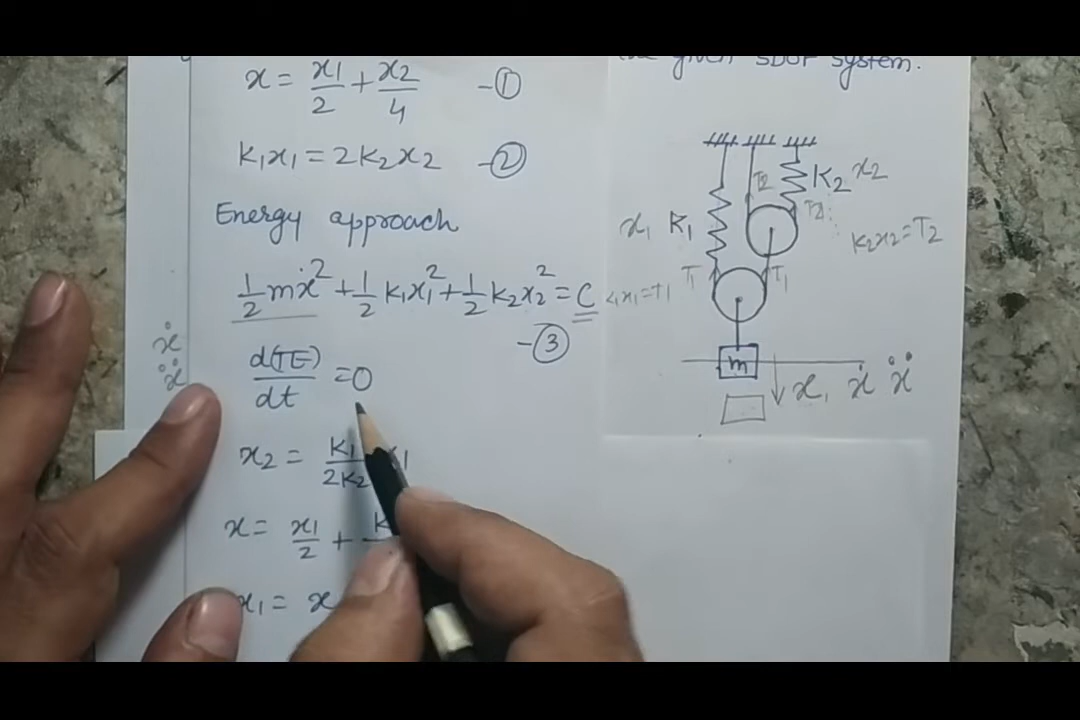 x = x1/2 + x2/4 -①
k1x1 = 2k2x2 -②
Energy approach
1/2 mẋ² + 1/2 k1x1² + 1/2 k2x2² = C
-③
d(TE)/dt = 0
x2 = k1/2k2 x1
x = x1/2 +
x1 = x
ẋ
ẍ
given SDOF system.
K2 x2
T2
T2
x1 K1
k2x2 = T2
T1
T1
k1x1 = T1
m
x, ẋ ẍ